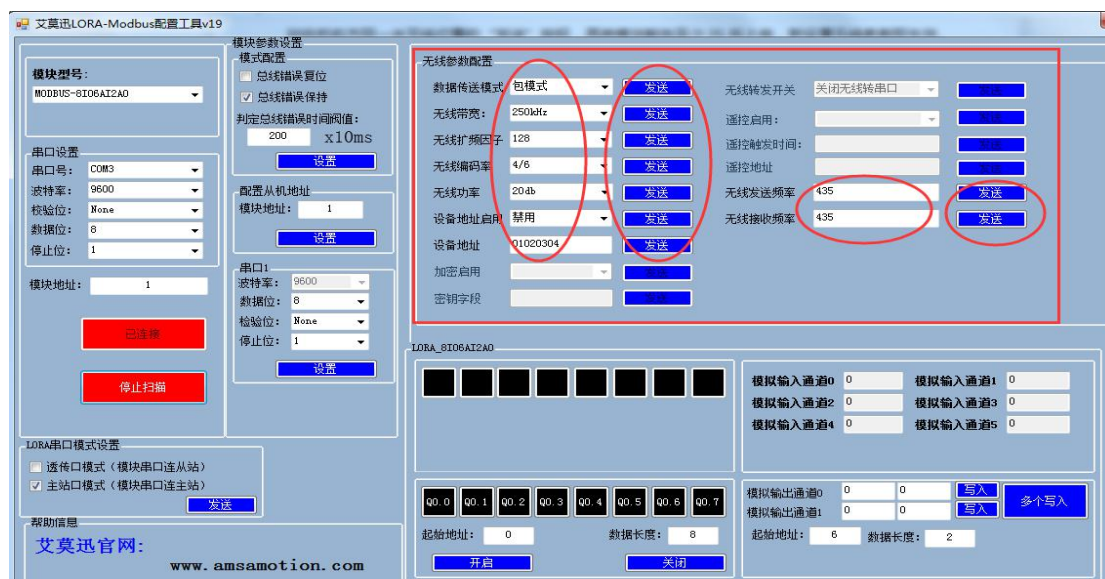 艾莫迅LORA-Modbus配置工具v19
模块型号:
MODBUS-8IO6AI2AO
串口设置
串口号: COM3
波特率: 9600
校验位: None
数据位: 8
停止位: 1
模块地址: 1
已连接
停止扫描
模块参数设置
模式配置
总线错误复位
总线错误保持
判定总线错误时间阀值:
200 x10ms
设置
配置从机地址
模块地址: 1
设置
串口1
波特率: 9600
数据位: 8
检验位: None
停止位: 1
设置
LORA串口模式设置
透传口模式（模块串口连从站）
主站口模式（模块串口连主站）
发送
帮助信息
艾莫迅官网:
www.amsamotion.com
无线参数配置
数据传送模式 包模式 发送
无线带宽: 250kHz 发送
无线扩频因子 128 发送
无线编码率 4/6 发送
无线功率 20db 发送
设备地址启用 禁用 发送
设备地址 01020304 发送
加密启用 发送
密钥字段 发送
无线转发开关 关闭无线转串口 发送
遥控启用: 发送
遥控触发时间: 发送
遥控地址 发送
无线发送频率 435 发送
无线接收频率 435 发送
LORA_8IO6AI2AO
模拟输入通道0 0 模拟输入通道1 0
模拟输入通道2 0 模拟输入通道3 0
模拟输入通道4 0 模拟输入通道5 0
Q0.0 Q0.1 Q0.2 Q0.3 Q0.4 Q0.5 Q0.6 Q0.7
起始地址: 0 数据长度: 8
开启 关闭
模拟输出通道0 0 0 写入
模拟输出通道1 0 0 写入
多个写入
起始地址: 6 数据长度: 2